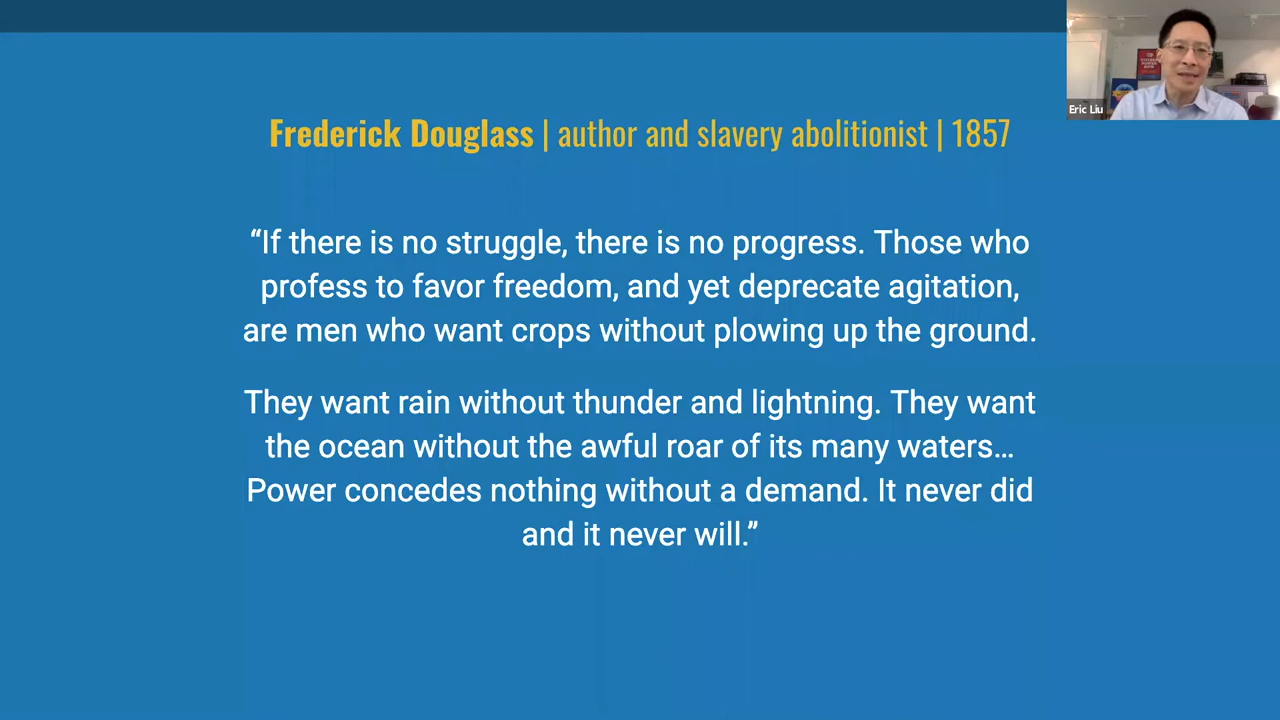 Frederick Douglass | author and slavery abolitionist | 1857
Eric Liu
“If there is no struggle, there is no progress. Those who
profess to favor freedom, and yet deprecate agitation,
are men who want crops without plowing up the ground.
They want rain without thunder and lightning. They want
the ocean without the awful roar of its many waters…
Power concedes nothing without a demand. It never did
and it never will.”